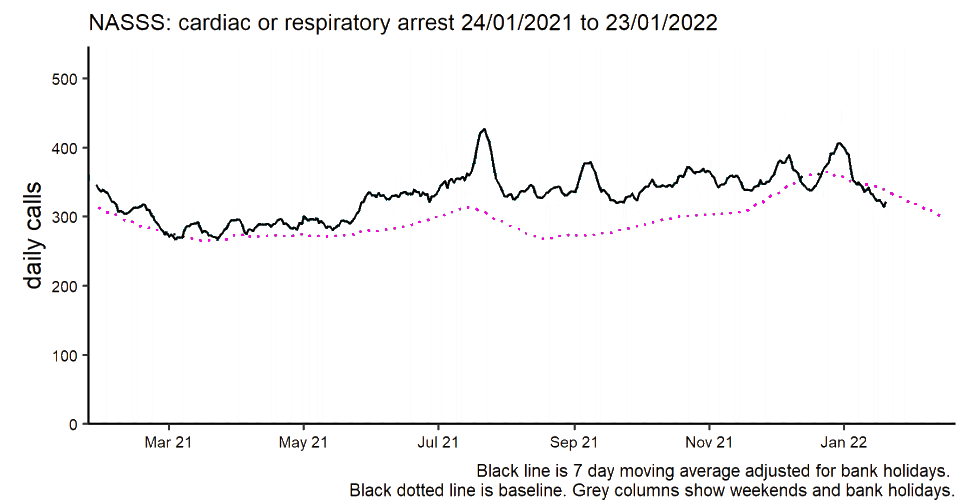 NASSS: cardiac or respiratory arrest 24/01/2021 to 23/01/2022
daily calls
500
400
300
200
100
0
Mar 21 May 21 Jul 21 Sep 21 Nov 21 Jan 22
Black line is 7 day moving average adjusted for bank holidays.
Black dotted line is baseline. Grey columns show weekends and bank holidays.